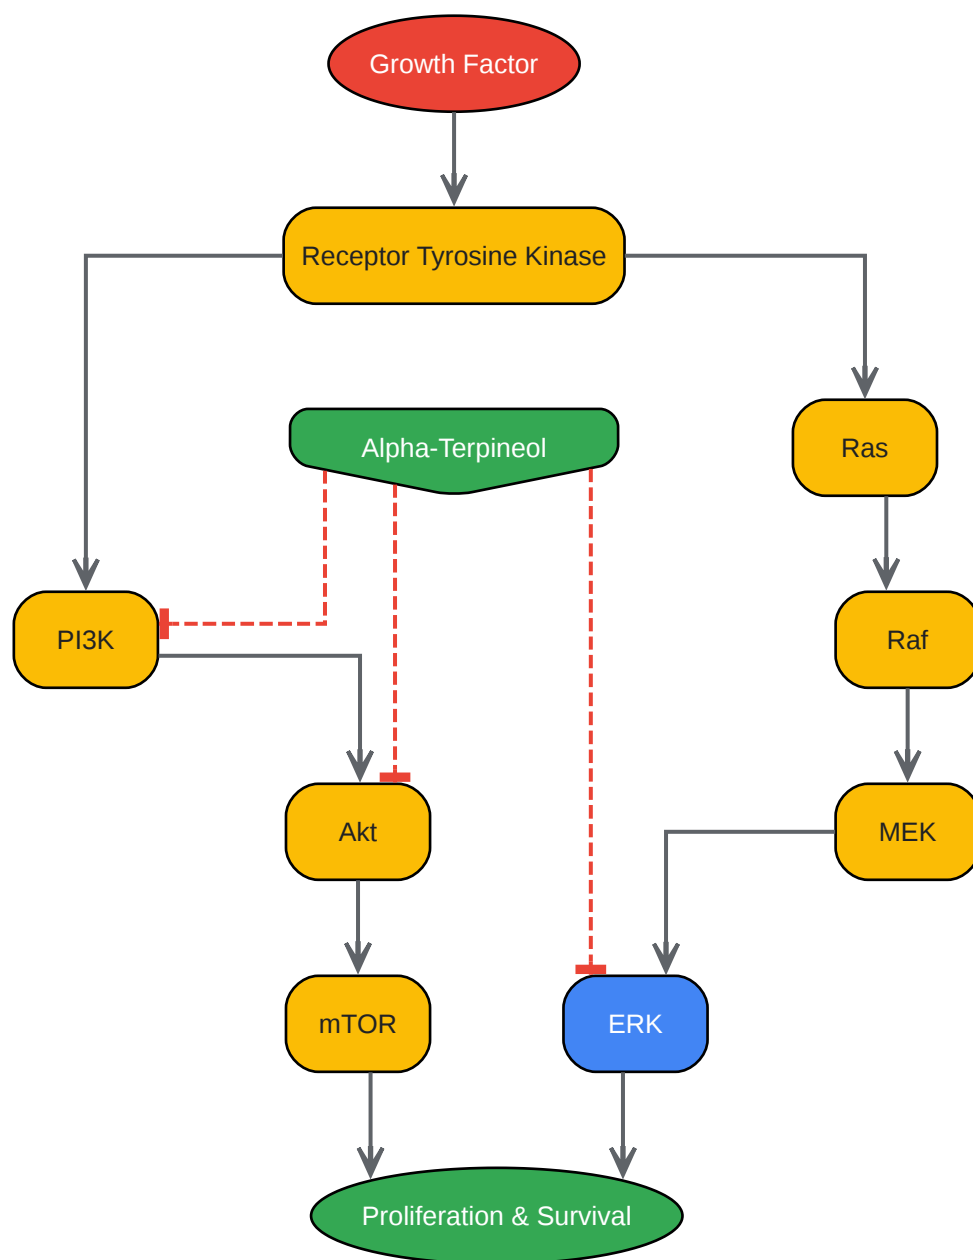 Growth Factor
Receptor Tyrosine Kinase
Alpha-Terpineol
Ras
PI3K
Raf
Akt
MEK
mTOR
ERK
Proliferation & Survival